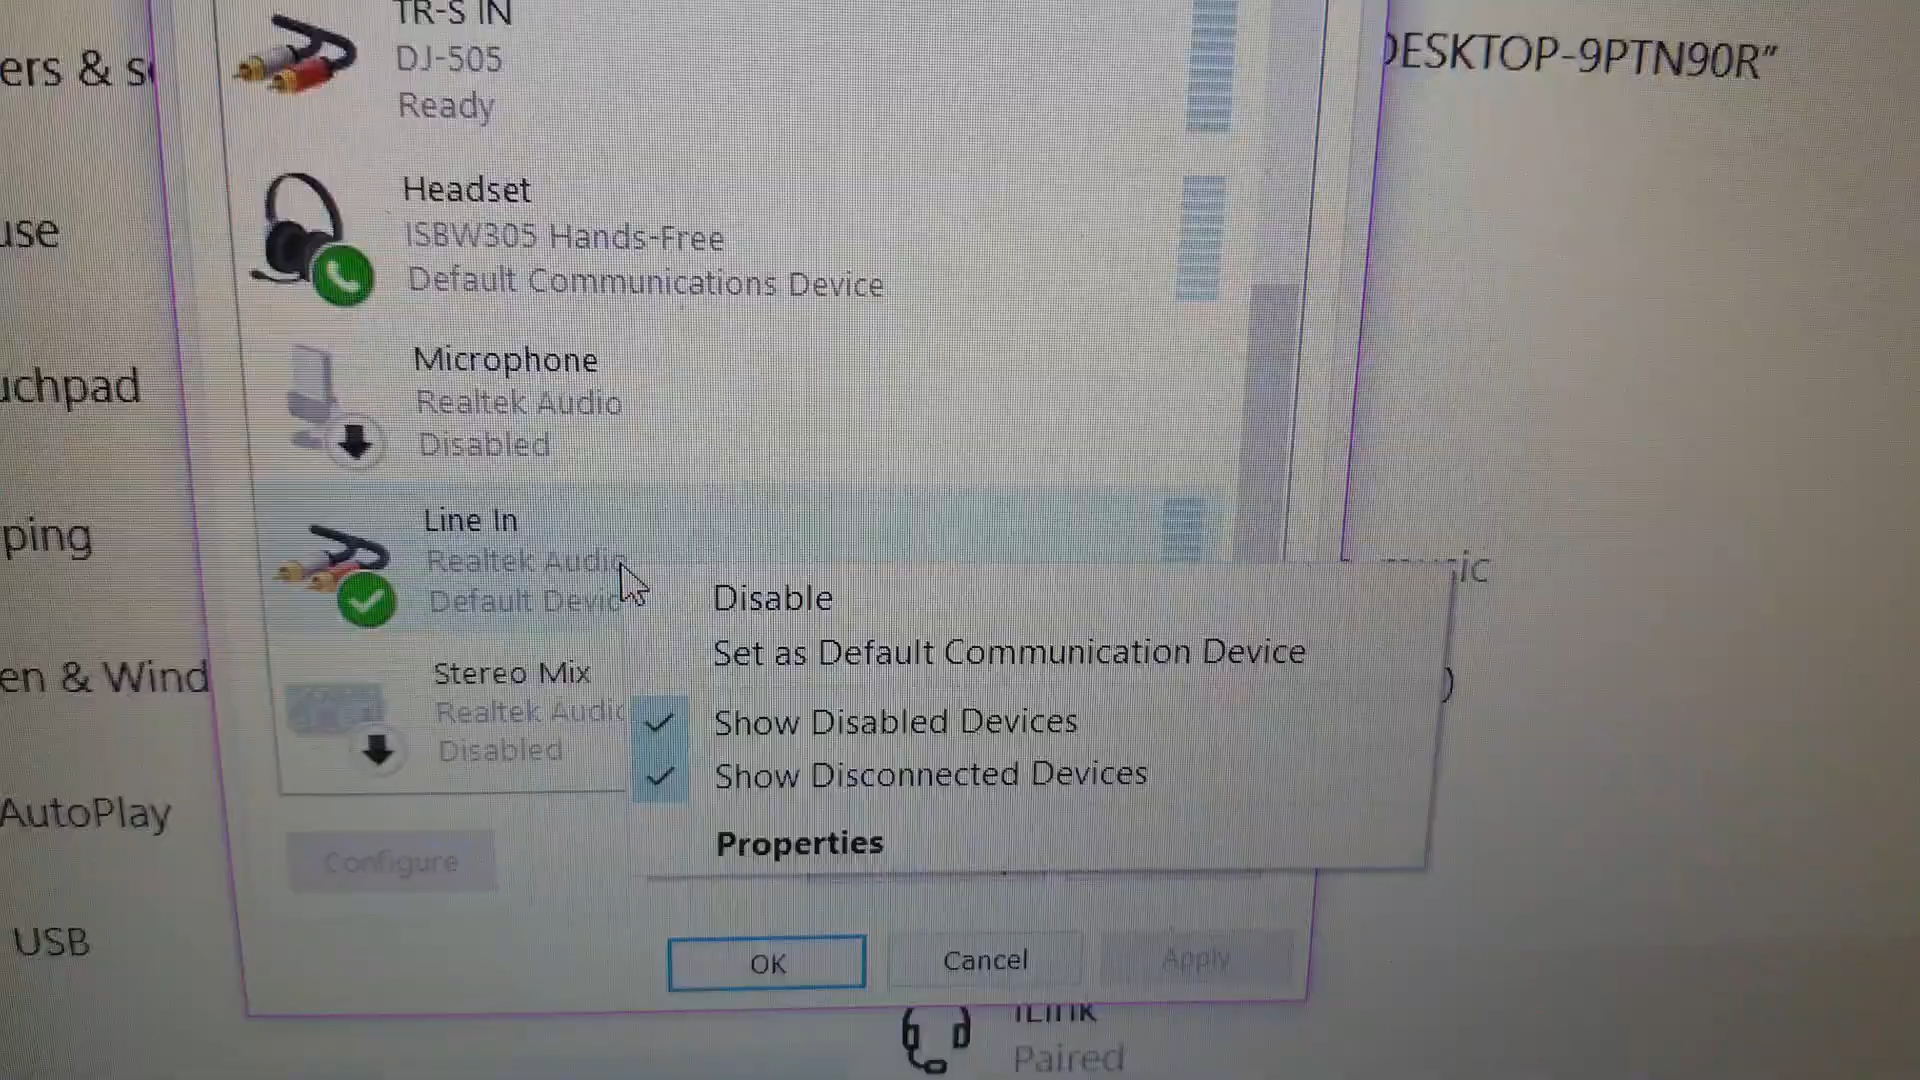 TR-S IN
DJ-505
Ready
Headset
ISBW305 Hands-Free
Default Communications Device
Microphone
Realtek Audio
Disabled
Line In
Realtek Audio
Default Devic
Stereo Mix
Realtek Audio
Disabled
Disable
Set as Default Communication Device
Show Disabled Devices
Show Disconnected Devices
Properties
Configure
OK
Cancel
Apply
ers & s
use
uchpad
ping
en & Wind
AutoPlay
USB
DESKTOP-9PTN90R"
ic
)
iLink
Paired